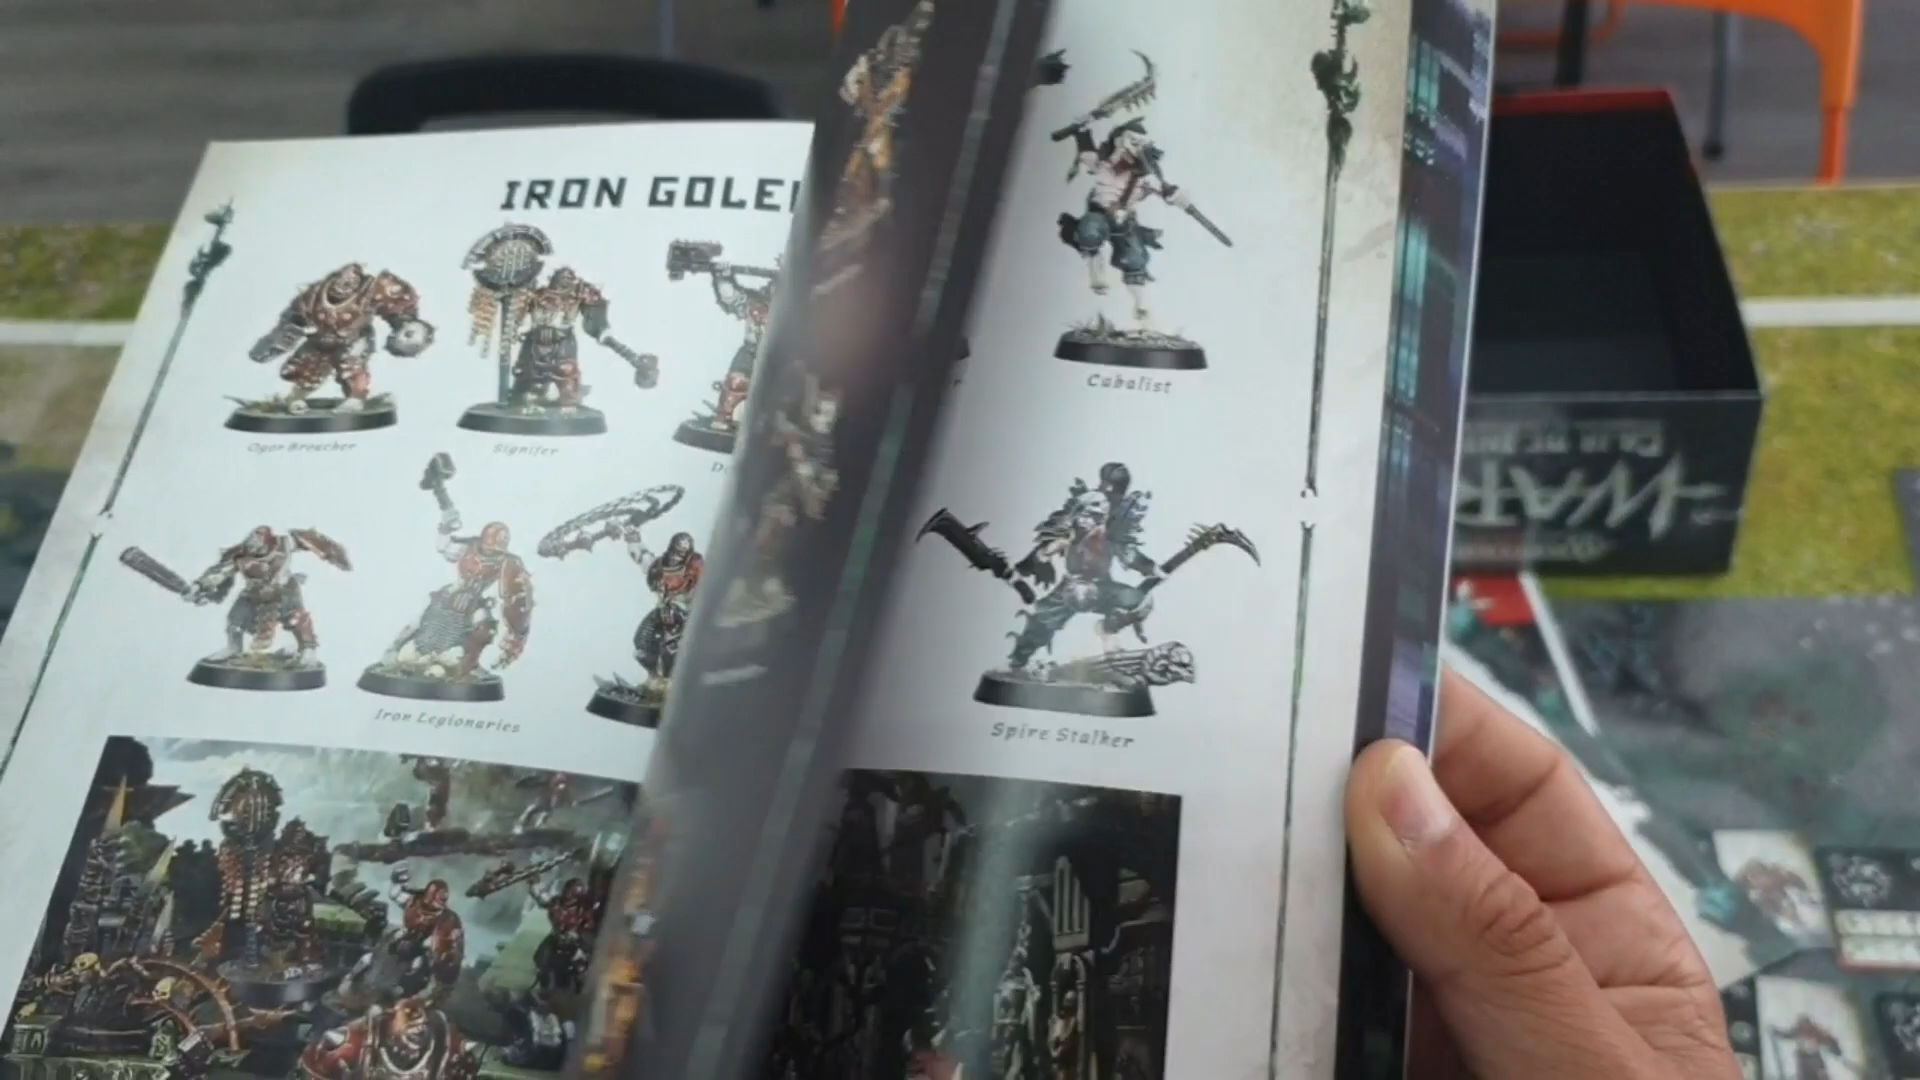 IRON GOLE
Ogor Breacher
Signifer
D
Iron Legionaries
Cabalist
Spire Stalker
WAR